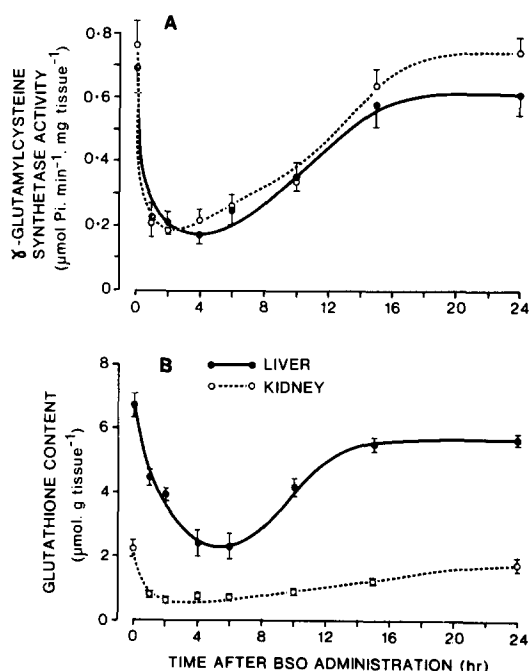 A
0·8
0·6
0·4
0·2
0
ɣ-GLUTAMYLCYSTEINE
SYNTHETASE ACTIVITY
(μmol Pi. min⁻¹. mg tissue⁻¹)
0 4 8 12 16 20 24
B
LIVER
KIDNEY
8
6
4
2
0
GLUTATHIONE CONTENT
(μmol. g tissue⁻¹)
0 4 8 12 16 20 24
TIME AFTER BSO ADMINISTRATION (hr)